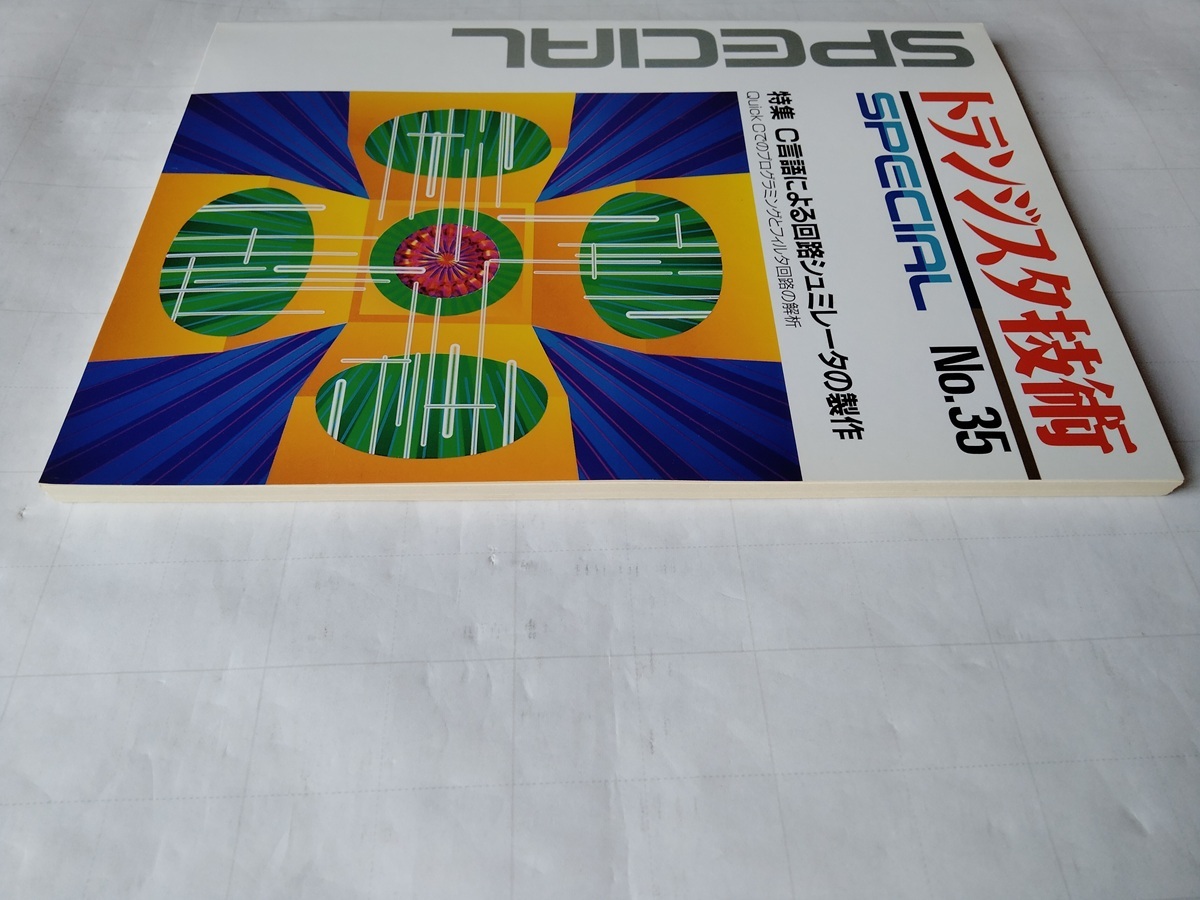 トランジスタ技術
SPECIAL
No.35
特集 C言語による回路シュミレータの製作
Quick Cでのプログラミングとフィルタ回路の解析
SPECIAL